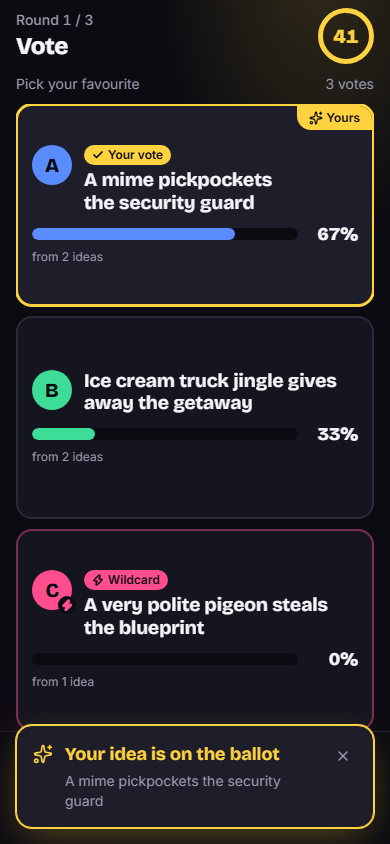 Round 1 / 3
Vote
41
Pick your favourite
3 votes
Yours
A
Your vote
A mime pickpockets
the security guard
67%
from 2 ideas
B
Ice cream truck jingle gives
away the getaway
33%
from 2 ideas
C
Wildcard
A very polite pigeon steals
the blueprint
0%
from 1 idea
Your idea is on the ballot
A mime pickpockets the security
guard